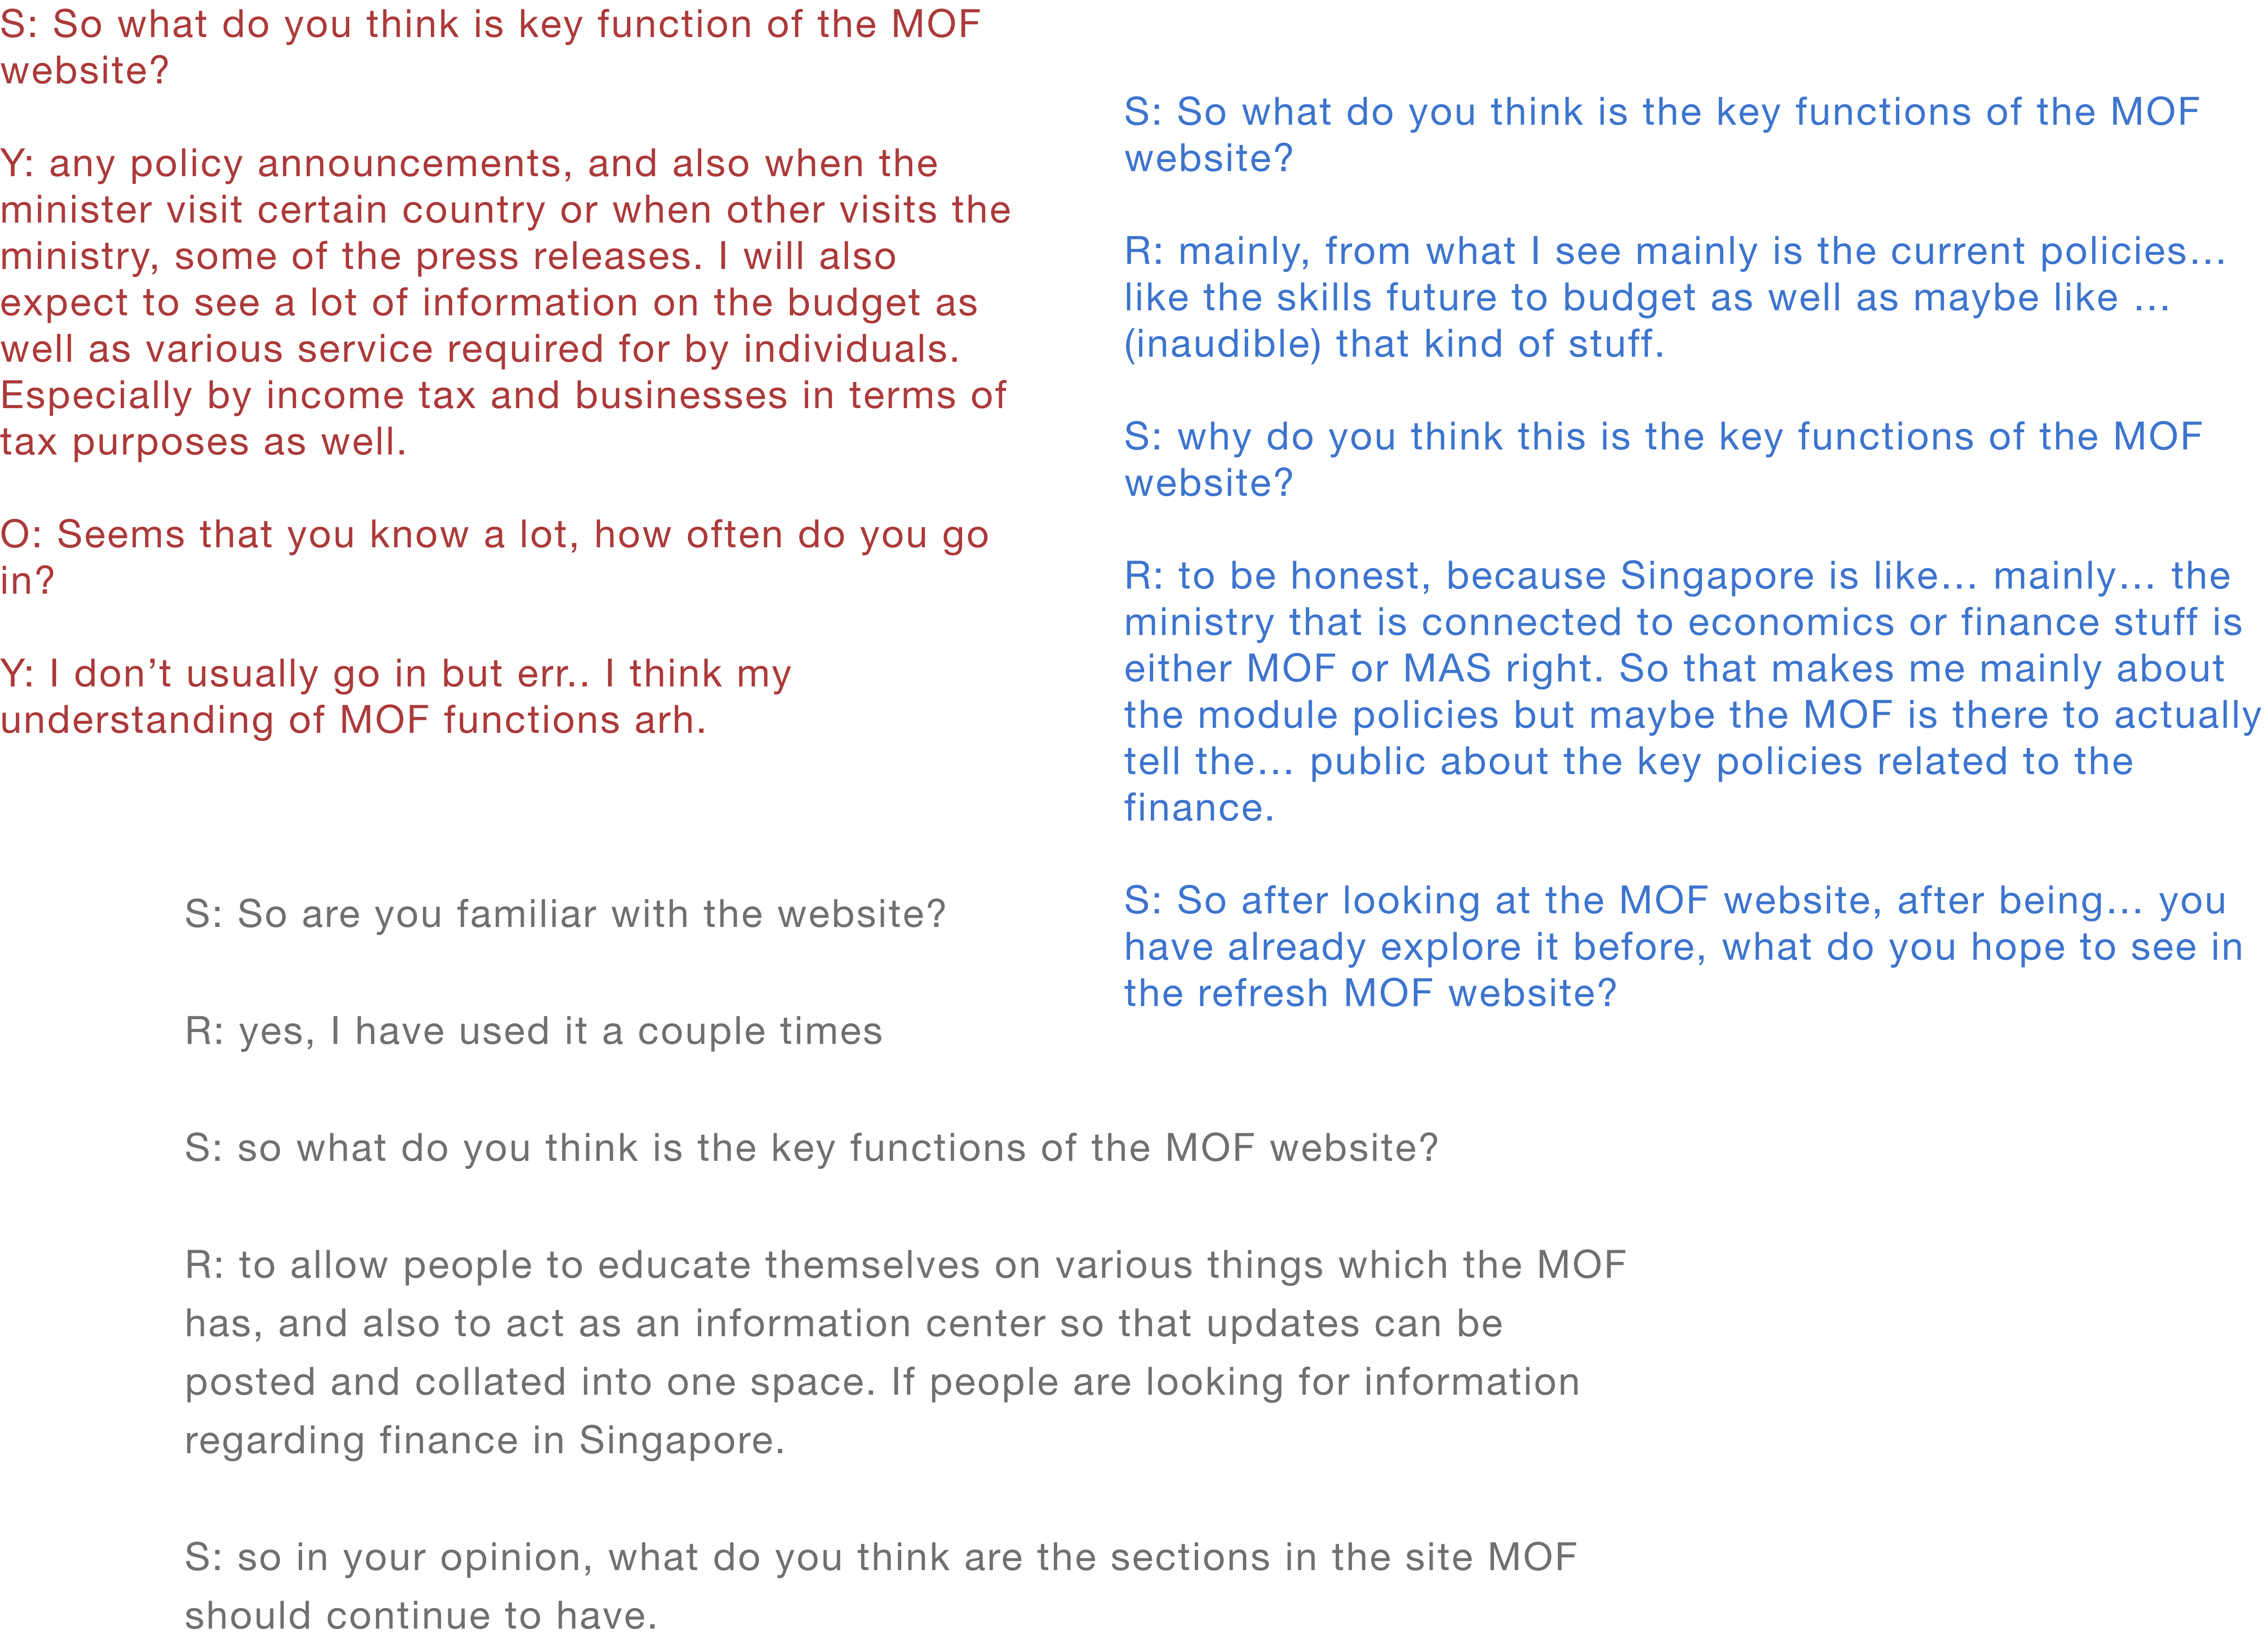 S: So what do you think is key function of the MOF
website?
Y: any policy announcements, and also when the
minister visit certain country or when other visits the
ministry, some of the press releases. I will also
expect to see a lot of information on the budget as
well as various service required for by individuals.
Especially by income tax and businesses in terms of
tax purposes as well.
O: Seems that you know a lot, how often do you go
in?
Y: I don’t usually go in but err.. I think my
understanding of MOF functions arh.
S: So what do you think is the key functions of the MOF
website?
R: mainly, from what I see mainly is the current policies…
like the skills future to budget as well as maybe like …
(inaudible) that kind of stuff.
S: why do you think this is the key functions of the MOF
website?
R: to be honest, because Singapore is like… mainly… the
ministry that is connected to economics or finance stuff is
either MOF or MAS right. So that makes me mainly about
the module policies but maybe the MOF is there to actually
tell the… public about the key policies related to the
finance.
S: So after looking at the MOF website, after being… you
have already explore it before, what do you hope to see in
the refresh MOF website?
S: So are you familiar with the website?
R: yes, I have used it a couple times
S: so what do you think is the key functions of the MOF website?
R: to allow people to educate themselves on various things which the MOF
has, and also to act as an information center so that updates can be
posted and collated into one space. If people are looking for information
regarding finance in Singapore.
S: so in your opinion, what do you think are the sections in the site MOF
should continue to have.